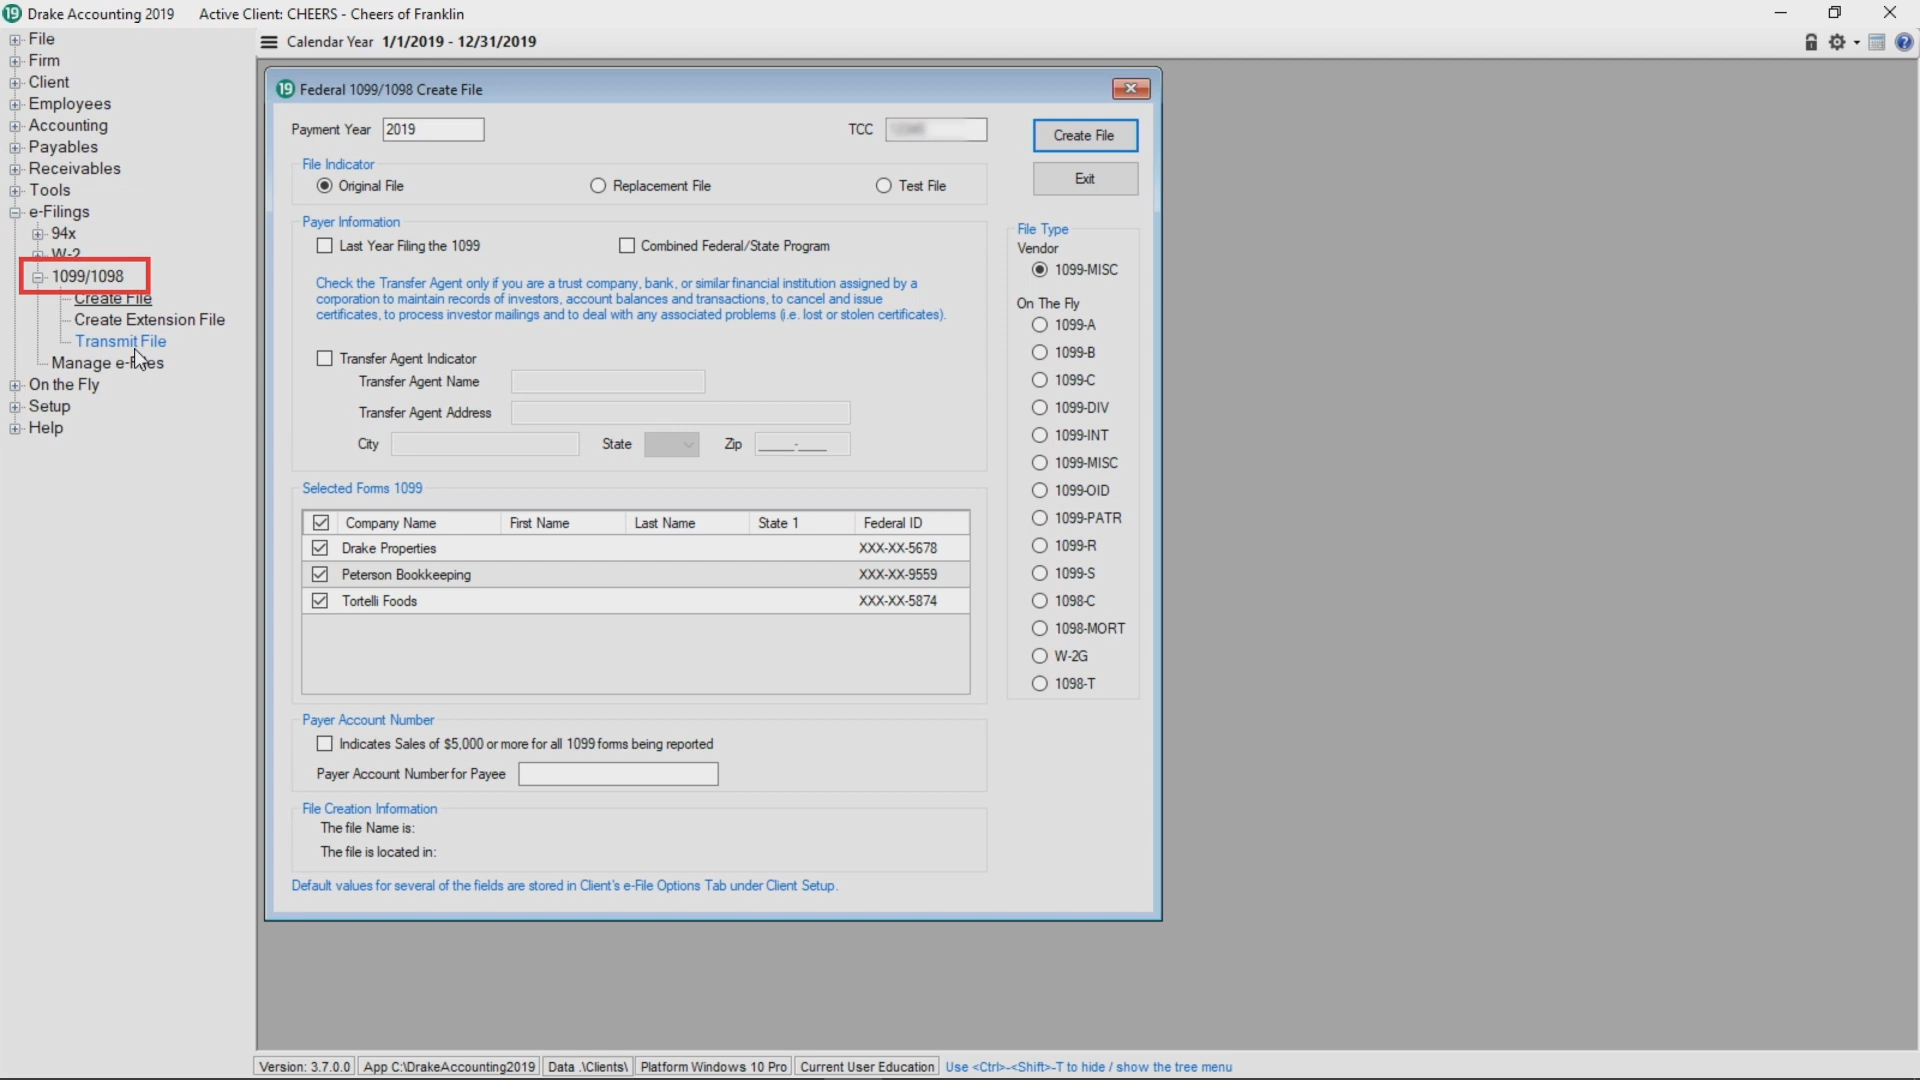 19 Drake Accounting 2019 Active Client: CHEERS - Cheers of Franklin
File
Firm
Client
Employees
Accounting
Payables
Receivables
Tools
e-Filings
94x
W-2
1099/1098
Create File
Create Extension File
Transmit File
Manage e-Files
On the Fly
Setup
Help
Calendar Year 1/1/2019 - 12/31/2019
19 Federal 1099/1098 Create File
Payment Year 2019 TCC
Create File
Exit
File Indicator
Original File Replacement File Test File
Payer Information
Last Year Filing the 1099 Combined Federal/State Program
Check the Transfer Agent only if you are a trust company, bank, or similar financial institution assigned by a
corporation to maintain records of investors, account balances and transactions, to cancel and issue
certificates, to process investor mailings and to deal with any associated problems (i.e. lost or stolen certificates).
Transfer Agent Indicator
Transfer Agent Name
Transfer Agent Address
City State Zip _____-____
Selected Forms 1099
Company Name First Name Last Name State 1 Federal ID
Drake Properties XXX-XX-5678
Peterson Bookkeeping XXX-XX-9559
Tortelli Foods XXX-XX-5874
Payer Account Number
Indicates Sales of $5,000 or more for all 1099 forms being reported
Payer Account Number for Payee
File Creation Information
The file Name is:
The file is located in:
Default values for several of the fields are stored in Client's e-File Options Tab under Client Setup.
File Type
Vendor
1099-MISC
On The Fly
1099-A
1099-B
1099-C
1099-DIV
1099-INT
1099-MISC
1099-OID
1099-PATR
1099-R
1099-S
1098-C
1098-MORT
W-2G
1098-T
Version: 3.7.0.0 App C:\DrakeAccounting2019 Data .\Clients\ Platform Windows 10 Pro Current User Education Use <Ctrl>-<Shift>-T to hide / show the tree menu